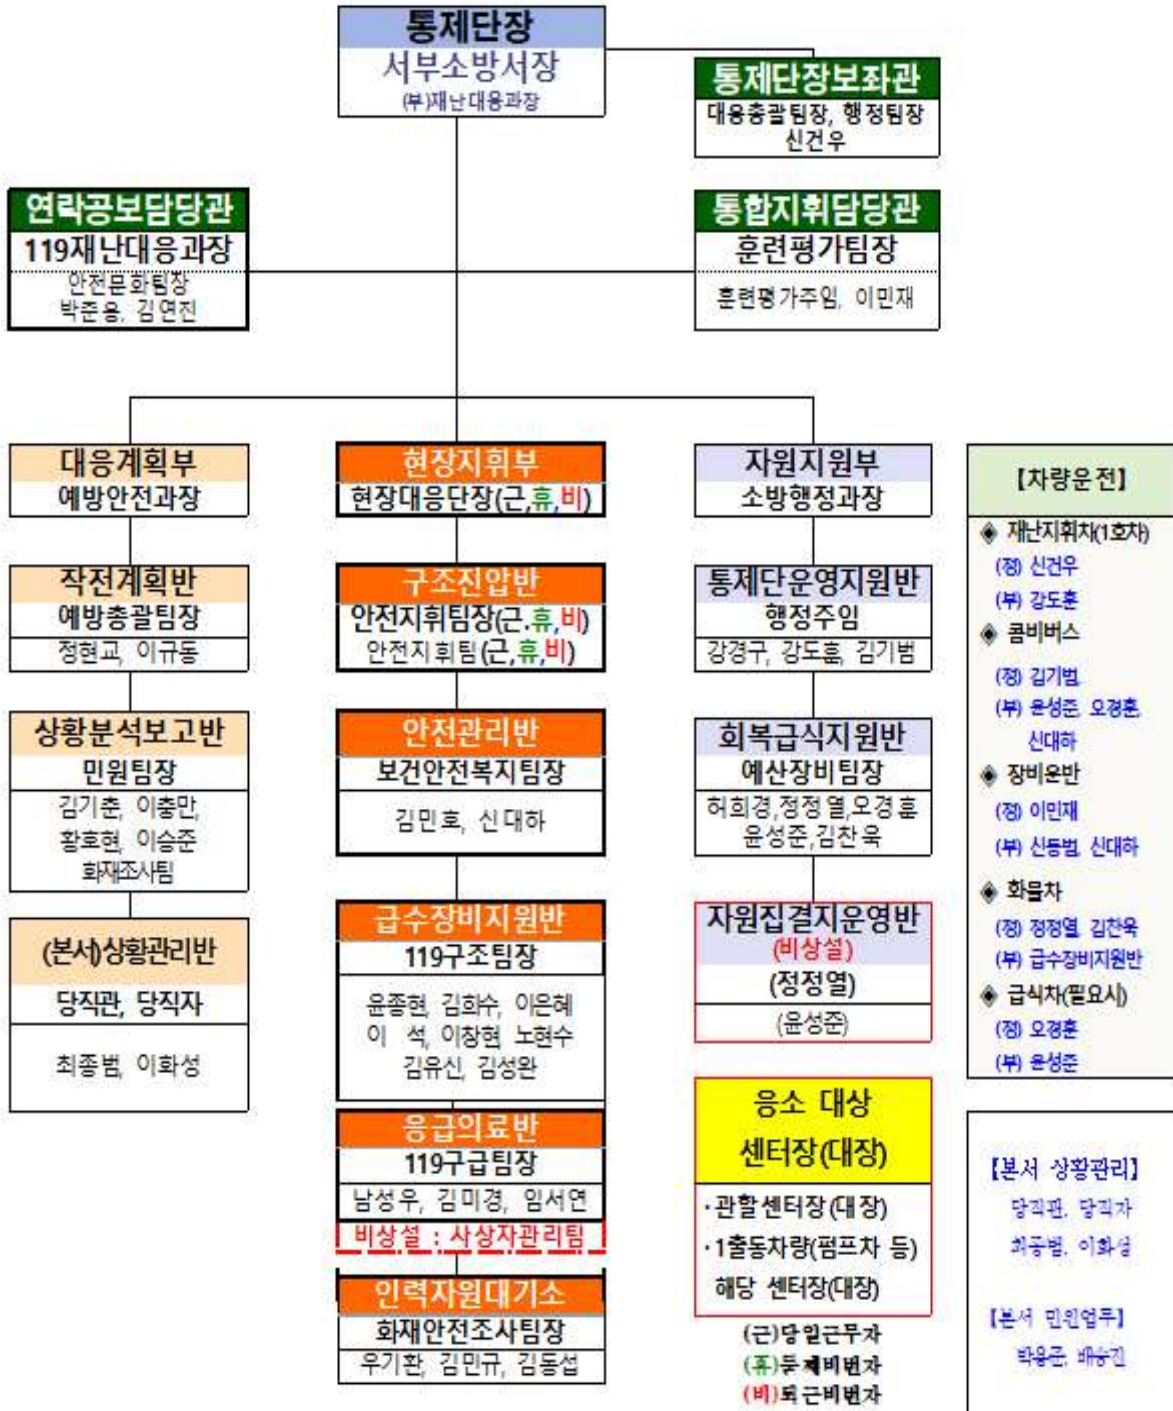 통제단장
서부소방서장
(부)재난대응과장
통제단장보좌관
대응총괄팀장, 행정팀장
신건우
연락공보담당관
119재난대응과장
안전문화팀장
박준용, 김연진
통합지휘담당관
훈련평가팀장
훈련평가주임, 이민재
대응계획부
예방안전과장
작전계획반
예방총괄팀장
정현교, 이규동
상황분석보고반
민원팀장
김기춘, 이충만,
황호현, 이승준
화재조사팀
(본서)상황관리반
당직관, 당직자
최종범, 이화성
현장지휘부
현장대응단장(근,휴,비)
구조진압반
안전지휘팀장(근.휴,비)
안전지휘팀(근,휴,비)
안전관리반
보건안전복지팀장
김민호, 신대하
급수장비지원반
119구조팀장
윤종현, 김희수, 이은혜
이 석, 이창현, 노현수
김유신, 김성완
응급의료반
119구급팀장
남성우, 김미경, 임서연
비상설 : 사상자관리팀
인력자원대기소
화재안전조사팀장
우기환, 김민규, 김동섭
자원지원부
소방행정과장
통제단운영지원반
행정주임
강경구, 강도훈, 김기범
회복급식지원반
예산장비팀장
허희경,정정열,오경훈
윤성준,김찬욱
자원집결지운영반
(비상설)
(정정열)
(윤성준)
응소 대상
센터장(대장)
·관할센터장(대장)
·1출동차량(펌프차 등)
해당 센터장(대장)
(근)당일근무자
(휴)둘째비번자
(비)퇴근비번자
【차량운전】
◈ 재난지휘차(1호차)
(정) 신건우
(부) 강도훈
◈ 콤비버스
(정) 김기범,
(부) 윤성준, 오경훈,
신대하
◈ 장비운반
(정) 이민재
(부) 신동범, 신대하
◈ 화물차
(정) 정정열, 김찬욱
(부) 급수장비지원반
◈ 급식차(필요시)
(정) 오경훈
(부) 윤성준
【본서 상황관리】
당직관, 당직자
최종범, 이화성
【본서 민원업무】
박용준, 배승진